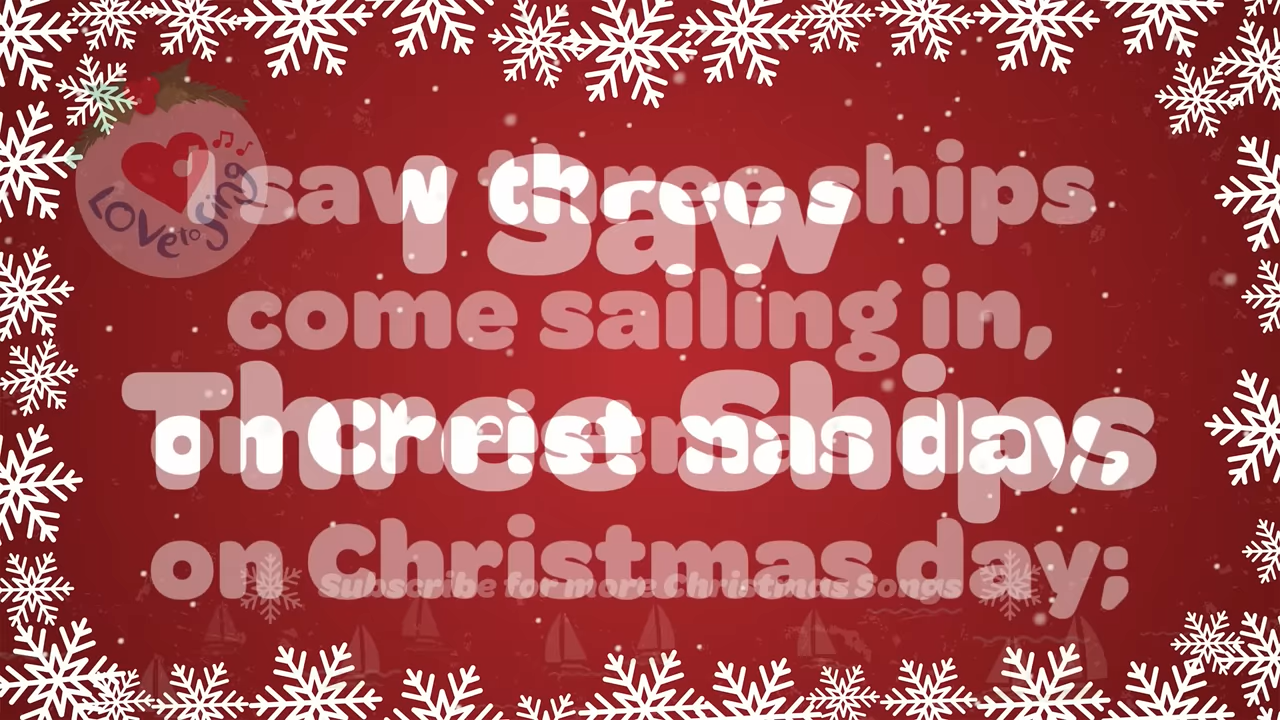 Love to Sing
I Saw
Three Ships
Subscribe for more Christmas Songs
I saw three ships
come sailing in,
on Christmas day,
on Christmas day;